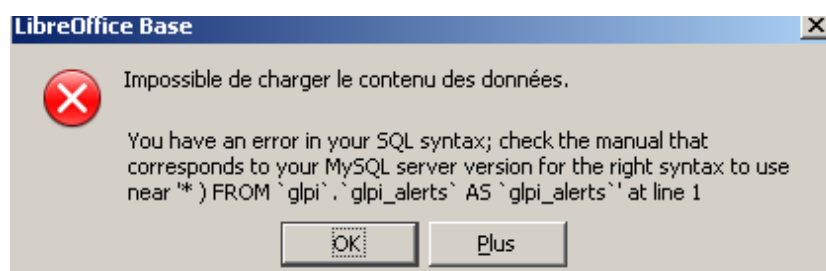 LibreOffice Base
Impossible de charger le contenu des données.
You have an error in your SQL syntax; check the manual that
corresponds to your MySQL server version for the right syntax to use
near '* ) FROM `glpi`.`glpi_alerts` AS `glpi_alerts`' at line 1
OK
Plus